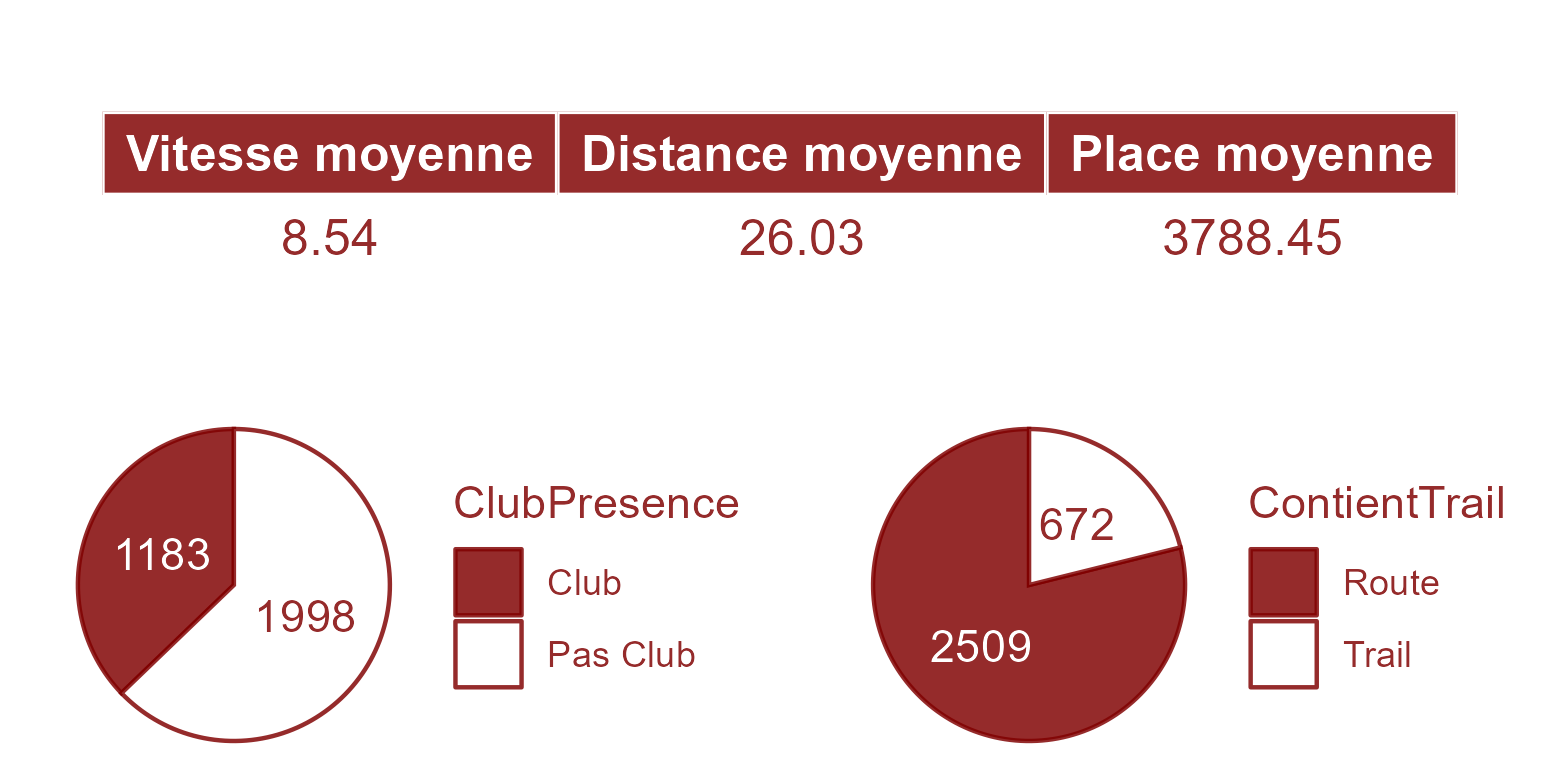 Vitesse moyenne Distance moyenne Place moyenne
8.54 26.03 3788.45
ClubPresence
1183
1998
Club
Pas Club
ContientTrail
672
2509
Route
Trail